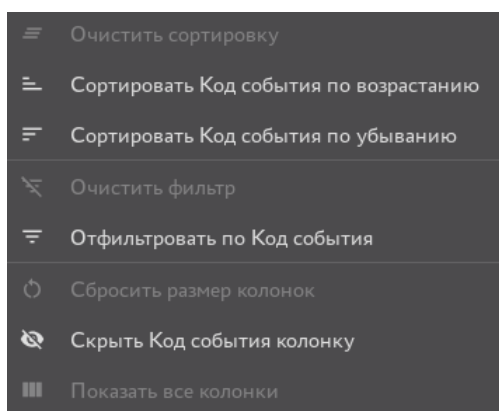 Очистить сортировку
Сортировать Код события по возрастанию
Сортировать Код события по убыванию
Очистить фильтр
Отфильтровать по Код события
Сбросить размер колонок
Скрыть Код события колонку
Показать все колонки